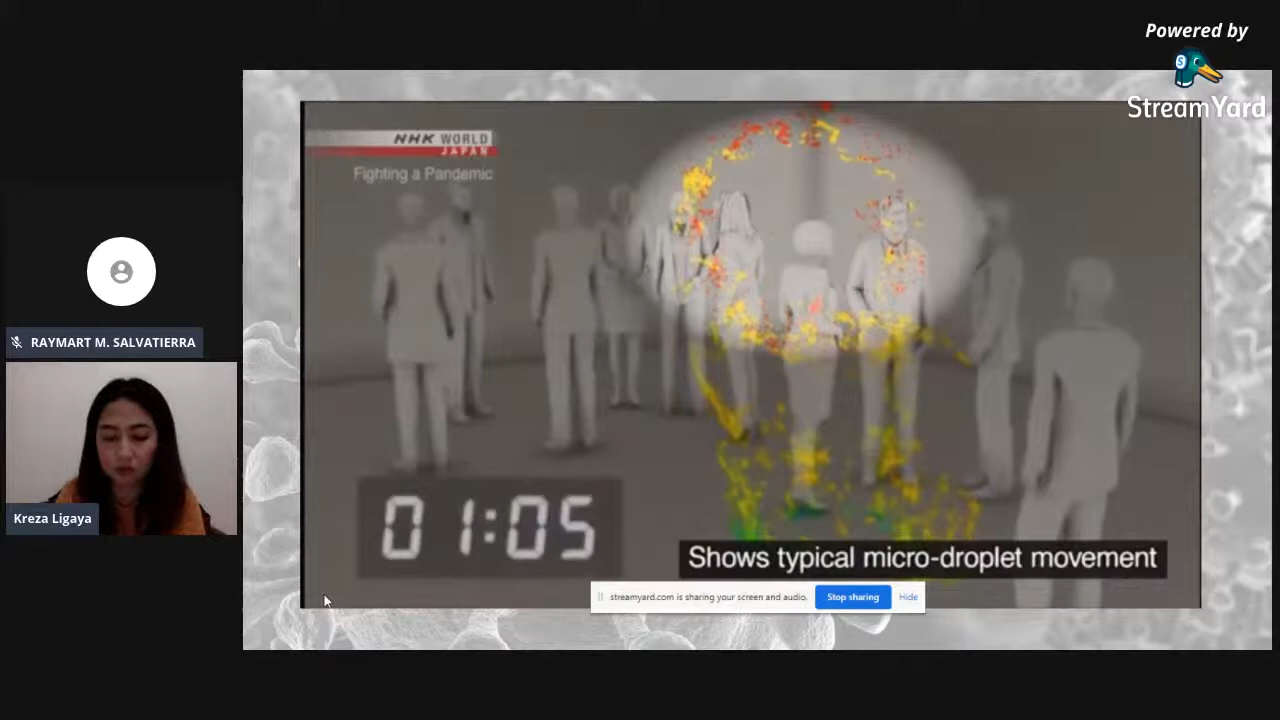 Powered by
StreamYard
NHK WORLD
JAPAN
Fighting a Pandemic
RAYMART M. SALVATIERRA
Kreza Ligaya
01:05
Shows typical micro-droplet movement
streamyard.com is sharing your screen and audio.
Stop sharing
Hide